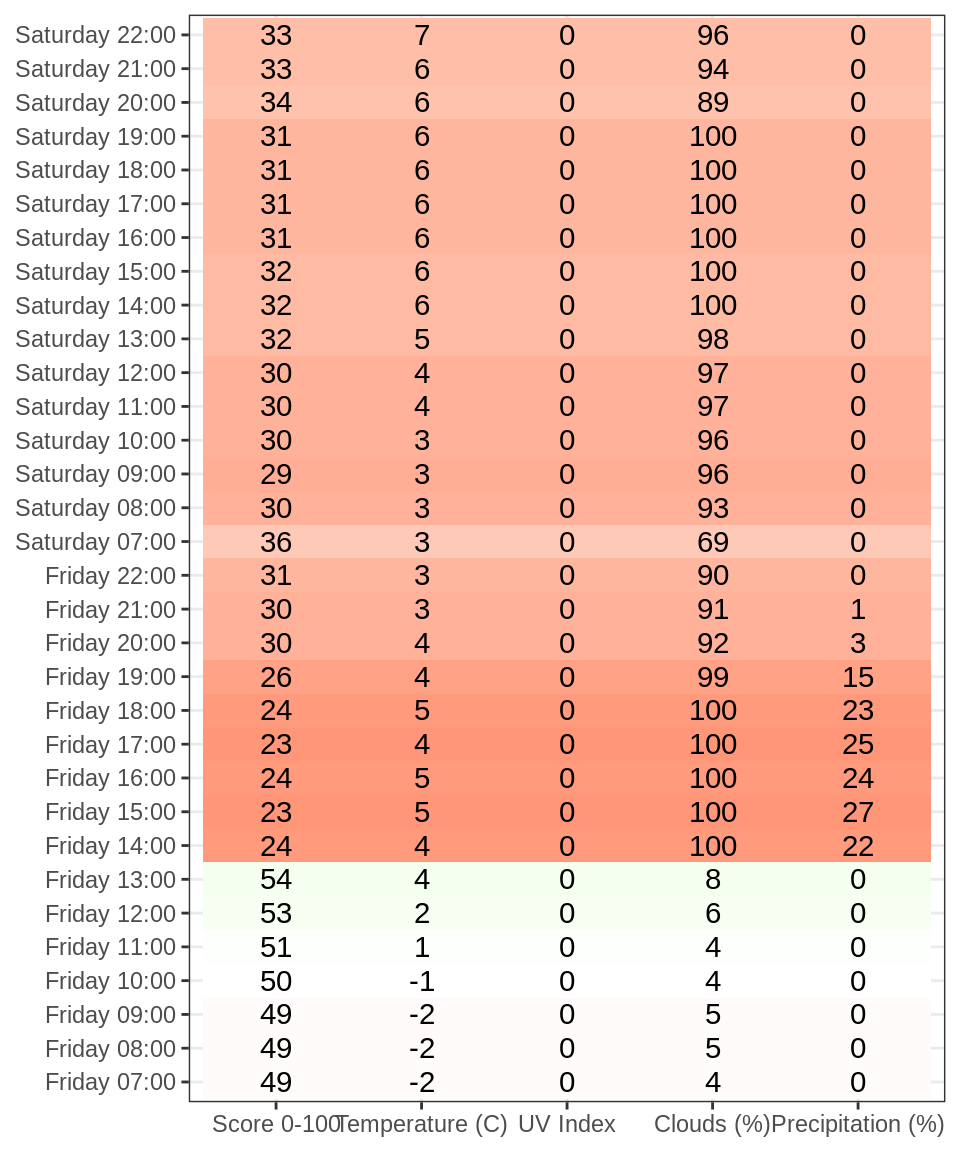 Saturday 22:00 33 7 0 96 0
Saturday 21:00 33 6 0 94 0
Saturday 20:00 34 6 0 89 0
Saturday 19:00 31 6 0 100 0
Saturday 18:00 31 6 0 100 0
Saturday 17:00 31 6 0 100 0
Saturday 16:00 31 6 0 100 0
Saturday 15:00 32 6 0 100 0
Saturday 14:00 32 6 0 100 0
Saturday 13:00 32 5 0 98 0
Saturday 12:00 30 4 0 97 0
Saturday 11:00 30 4 0 97 0
Saturday 10:00 30 3 0 96 0
Saturday 09:00 29 3 0 96 0
Saturday 08:00 30 3 0 93 0
Saturday 07:00 36 3 0 69 0
Friday 22:00 31 3 0 90 0
Friday 21:00 30 3 0 91 1
Friday 20:00 30 4 0 92 3
Friday 19:00 26 4 0 99 15
Friday 18:00 24 5 0 100 23
Friday 17:00 23 4 0 100 25
Friday 16:00 24 5 0 100 24
Friday 15:00 23 5 0 100 27
Friday 14:00 24 4 0 100 22
Friday 13:00 54 4 0 8 0
Friday 12:00 53 2 0 6 0
Friday 11:00 51 1 0 4 0
Friday 10:00 50 -1 0 4 0
Friday 09:00 49 -2 0 5 0
Friday 08:00 49 -2 0 5 0
Friday 07:00 49 -2 0 4 0
Score 0-100 Temperature (C) UV Index Clouds (%) Precipitation (%)